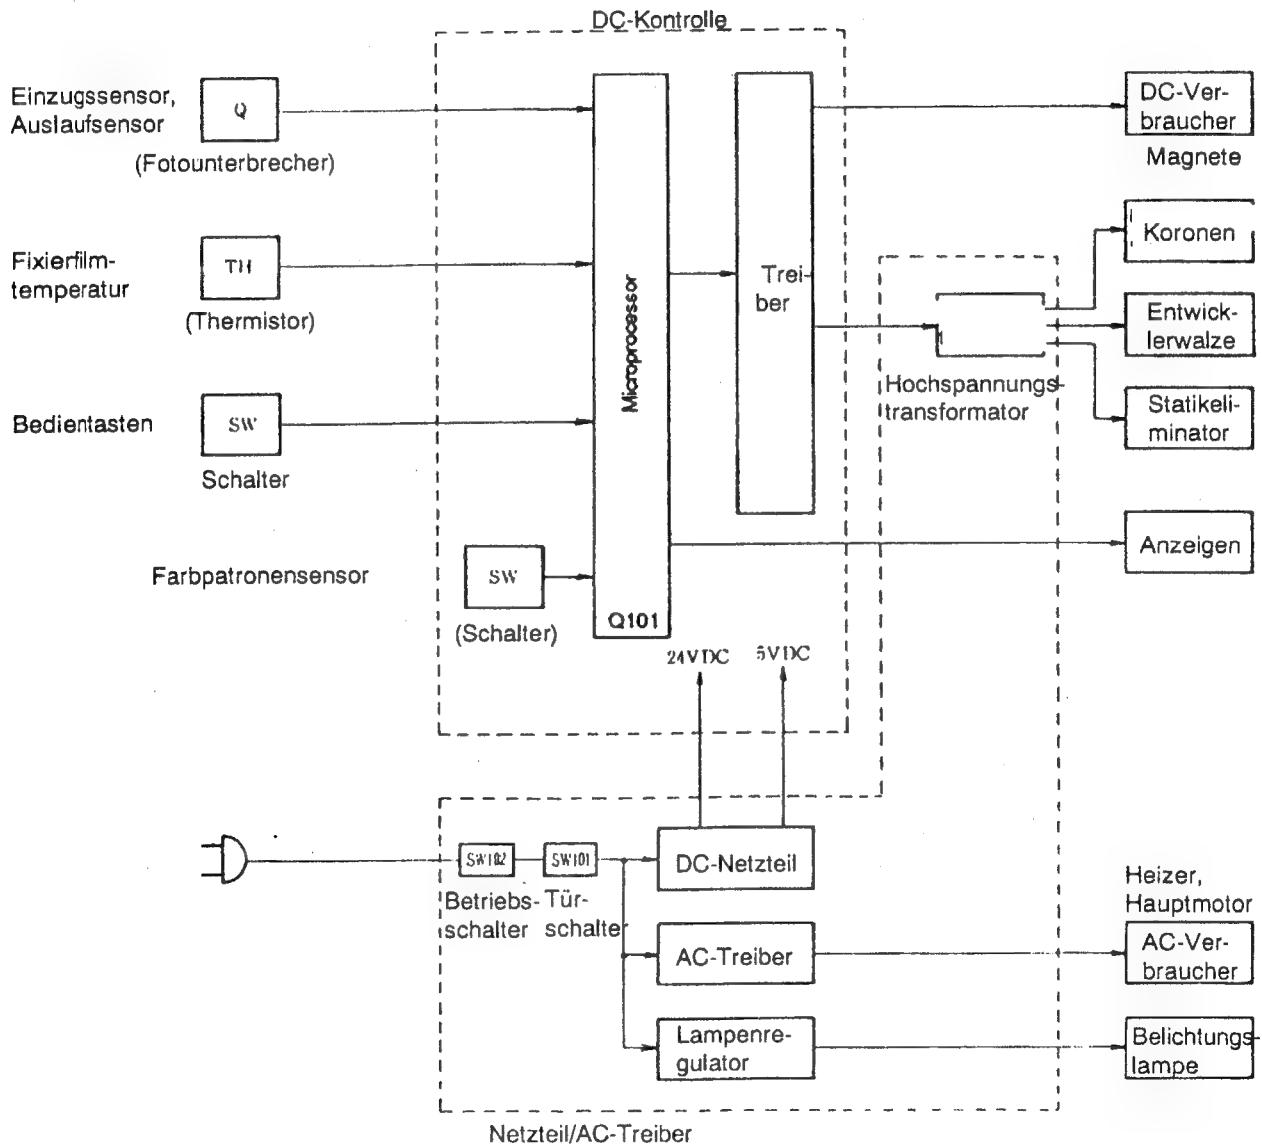 DC-Kontrolle
Einzugssensor,
Auslaufsensor
Q
(Fotounterbrecher)
Fixierfilm-
temperatur
TH
(Thermistor)
Bedientasten
SW
Schalter
Farbpatronensensor
SW
(Schalter)
Microprocessor
Q101
Trei-
ber
DC-Ver-
braucher
Magnete
Koronen
Entwick-
lerwalze
Statikeli-
minator
Hochspannungs-
transformator
Anzeigen
24VDC
5VDC
SW102
SW101
Betriebs-
schalter
Tür-
schalter
DC-Netzteil
AC-Treiber
Lampenre-
gulator
Heizer,
Hauptmotor
AC-Ver-
braucher
Belichtungs-
lampe
Netzteil/AC-Treiber